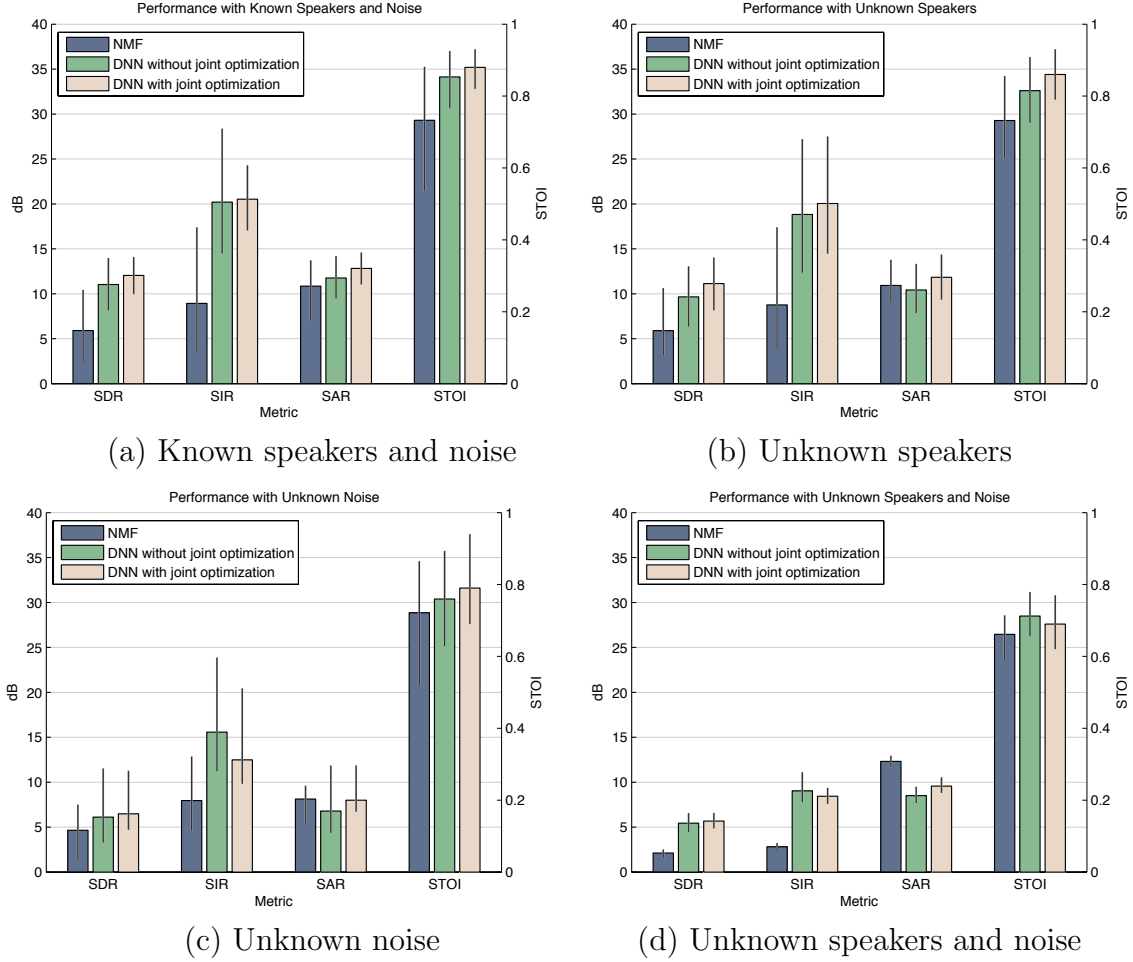 Performance with Known Speakers and Noise
NMF
DNN without joint optimization
DNN with joint optimization
40
35
30
25
20
15
10
5
0
dB
1
0.8
0.6
0.4
0.2
0
STOI
SDR SIR SAR STOI
Metric
(a) Known speakers and noise
Performance with Unknown Speakers
NMF
DNN without joint optimization
DNN with joint optimization
40
35
30
25
20
15
10
5
0
dB
1
0.8
0.6
0.4
0.2
0
STOI
SDR SIR SAR STOI
Metric
(b) Unknown speakers
Performance with Unknown Noise
NMF
DNN without joint optimization
DNN with joint optimization
40
35
30
25
20
15
10
5
0
dB
1
0.8
0.6
0.4
0.2
0
STOI
SDR SIR SAR STOI
Metric
(c) Unknown noise
Performance with Unknown Speakers and Noise
NMF
DNN without joint optimization
DNN with joint optimization
40
35
30
25
20
15
10
5
0
dB
1
0.8
0.6
0.4
0.2
0
STOI
SDR SIR SAR STOI
Metric
(d) Unknown speakers and noise